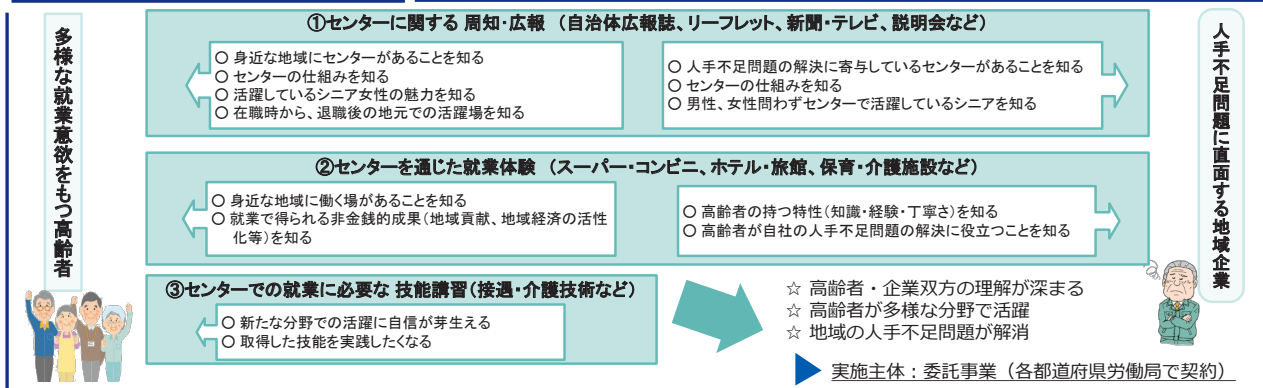 多様な就業意欲をもつ高齢者
①センターに関する 周知･広報 （自治体広報誌、リーフレット、新聞･テレビ、説明会など）
○ 身近な地域にセンターがあることを知る
○ センターの仕組みを知る
○ 活躍しているシニア女性の魅力を知る
○ 在職時から、退職後の地元での活躍場を知る
○ 人手不足問題の解決に寄与しているセンターがあることを知る
○ センターの仕組みを知る
○ 男性、女性問わずセンターで活躍しているシニアを知る
②センターを通じた就業体験 （スーパー･コンビニ、ホテル･旅館、保育･介護施設など）
○ 身近な地域に働く場があることを知る
○ 就業で得られる非金銭的成果（地域貢献、地域経済の活性
化等）を知る
○ 高齢者の持つ特性（知識・経験・丁寧さ）を知る
○ 高齢者が自社の人手不足問題の解決に役立つことを知る
③センターでの就業に必要な 技能講習（接遇・介護技術など）
○ 新たな分野での活躍に自信が芽生える
○ 取得した技能を実践したくなる
☆ 高齢者・企業双方の理解が深まる
☆ 高齢者が多様な分野で活躍
☆ 地域の人手不足問題が解消
実施主体：委託事業（各都道府県労働局で契約）
人手不足問題に直面する地域企業